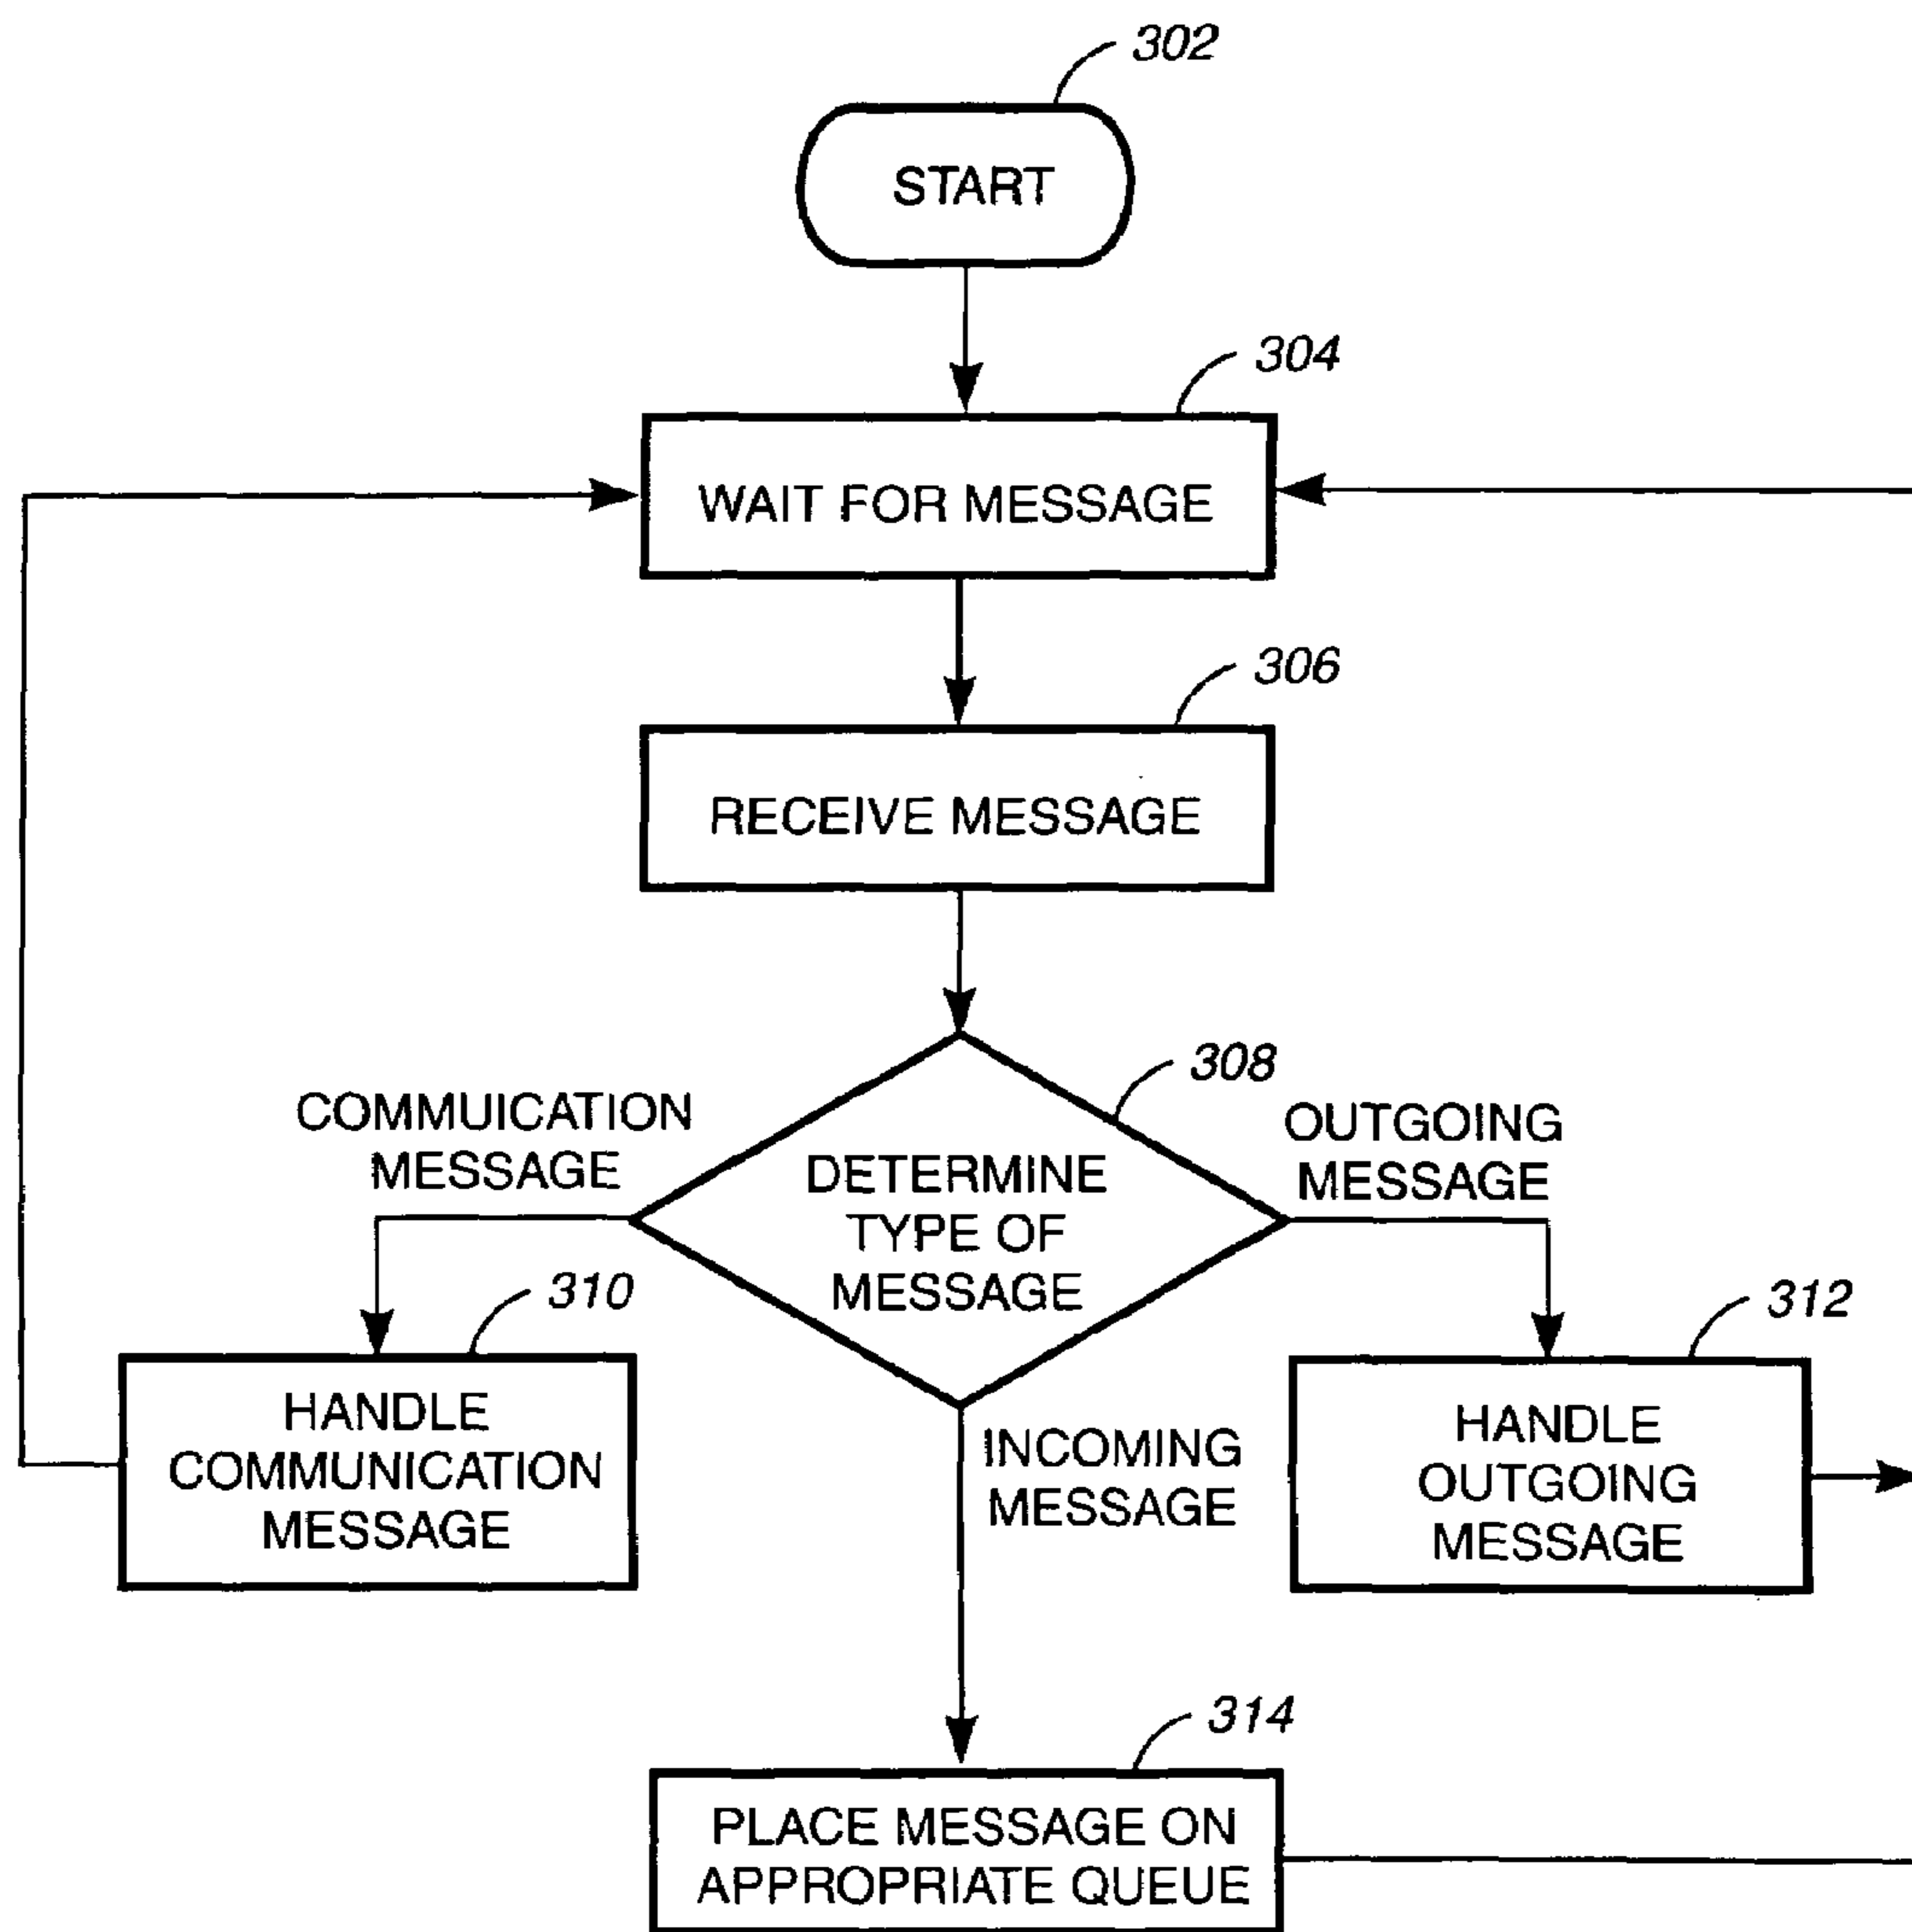 302
START
304
WAIT FOR MESSAGE
306
RECEIVE MESSAGE
308
COMMUICATION
MESSAGE
DETERMINE
TYPE OF
MESSAGE
OUTGOING
MESSAGE
310
HANDLE
COMMUNICATION
MESSAGE
INCOMING
MESSAGE
312
HANDLE
OUTGOING
MESSAGE
314
PLACE MESSAGE ON
APPROPRIATE QUEUE